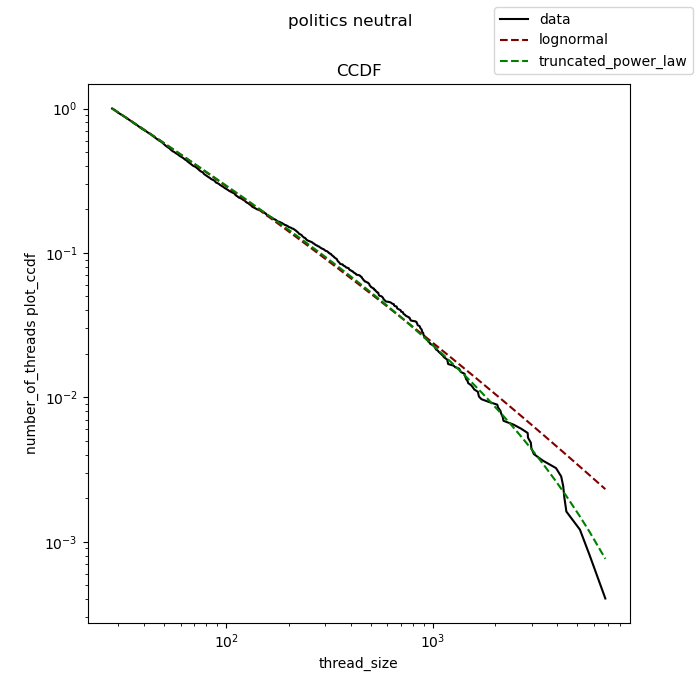 politics neutral
data
lognormal
truncated_power_law
CCDF
10^0
10^-1
10^-2
10^-3
number_of_threads plot_ccdf
10^2
10^3
thread_size